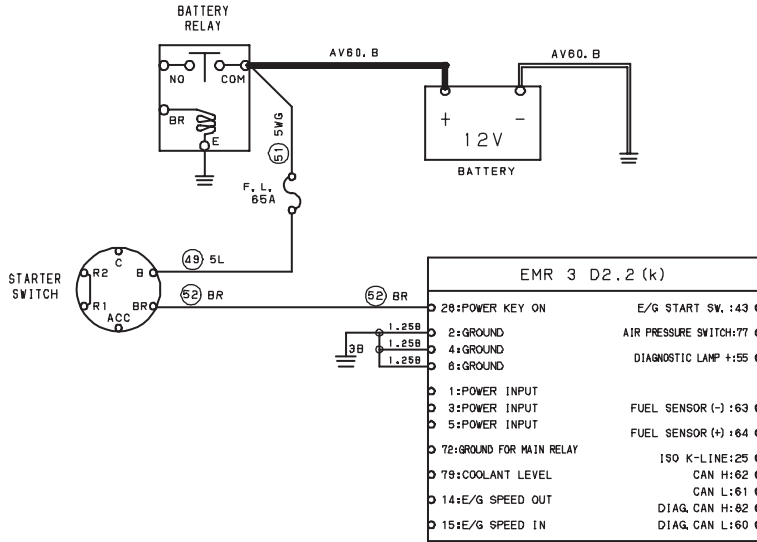 BATTERY
RELAY
NO
COM
BR
E
AV60.B
AV60.B
+
-
12V
BATTERY
51 5WG
F.L.
65A
STARTER
SWITCH
C
R2
B
R1
BR
ACC
49 5L
52 BR
52 BR
1.25B
1.25B
1.25B
3B
EMR 3 D2.2(k)
28:POWER KEY ON
2:GROUND
4:GROUND
6:GROUND
1:POWER INPUT
3:POWER INPUT
5:POWER INPUT
72:GROUND FOR MAIN RELAY
79:COOLANT LEVEL
14:E/G SPEED OUT
15:E/G SPEED IN
E/G START SW.:43
AIR PRESSURE SWITCH:77
DIAGNOSTIC LAMP +:55
FUEL SENSOR(-):63
FUEL SENSOR(+):64
ISO K-LINE:25
CAN H:62
CAN L:61
DIAG.CAN H:82
DIAG.CAN L:60